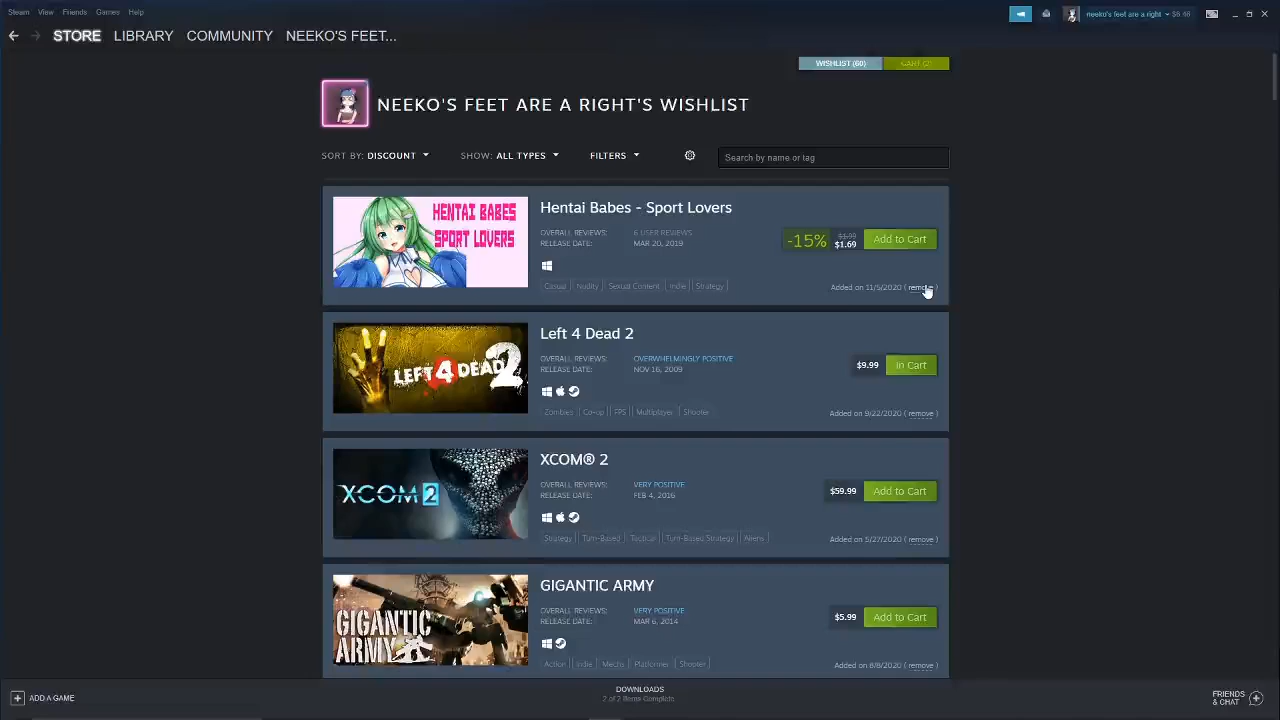 Steam View Friends Games Help
neeko's feet are a right $8.46
STORE LIBRARY COMMUNITY NEEKO'S FEET...
WISHLIST (60) CART (2)
NEEKO'S FEET ARE A RIGHT'S WISHLIST
SORT BY: DISCOUNT SHOW: ALL TYPES FILTERS Search by name or tag
HENTAI BABES
SPORT LOVERS
Hentai Babes - Sport Lovers
OVERALL REVIEWS: 6 USER REVIEWS
RELEASE DATE: MAR 20, 2019
-15% $1.99 $1.69 Add to Cart
Casual Nudity Sexual Content Indie Strategy
Added on 11/5/2020 ( remove )
LEFT 4 DEAD 2
Left 4 Dead 2
OVERALL REVIEWS: OVERWHELMINGLY POSITIVE
RELEASE DATE: NOV 16, 2009
$9.99 In Cart
Zombies Co-op FPS Multiplayer Shooter
Added on 9/22/2020 ( remove )
XCOM 2
XCOM® 2
OVERALL REVIEWS: VERY POSITIVE
RELEASE DATE: FEB 4, 2016
$59.99 Add to Cart
Strategy Turn-Based Tactical Turn-Based Strategy Aliens
Added on 5/27/2020 ( remove )
GIGANTIC
ARMY
GIGANTIC ARMY
OVERALL REVIEWS: VERY POSITIVE
RELEASE DATE: MAR 6, 2014
$5.99 Add to Cart
Action Indie Mechs Platformer Shooter
Added on 8/8/2020 ( remove )
ADD A GAME
DOWNLOADS
2 of 2 Items Complete
FRIENDS
& CHAT